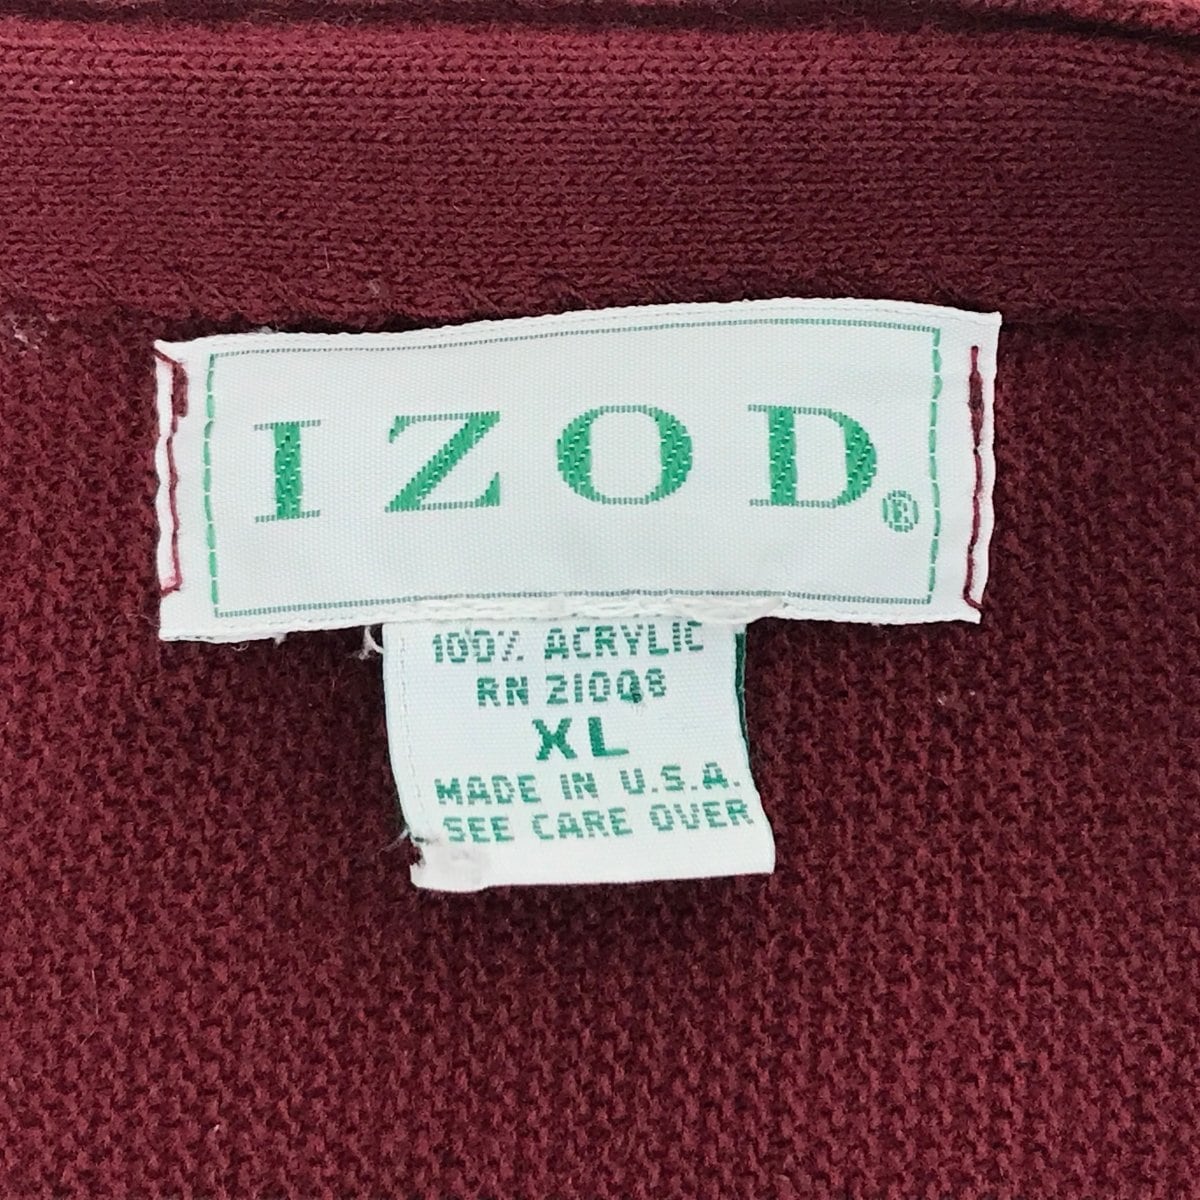 IZOD®
100% ACRYLIC
RN 21008
XL
MADE IN U.S.A.
SEE CARE OVER